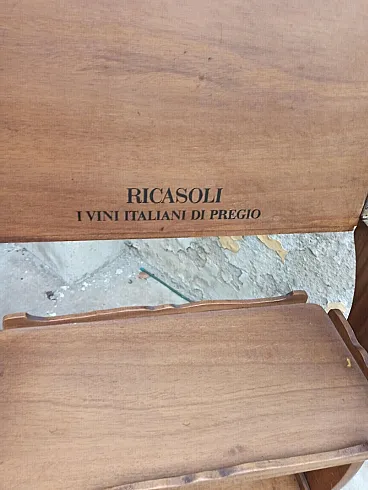 RICASOLI
I VINI ITALIANI DI PREGIO